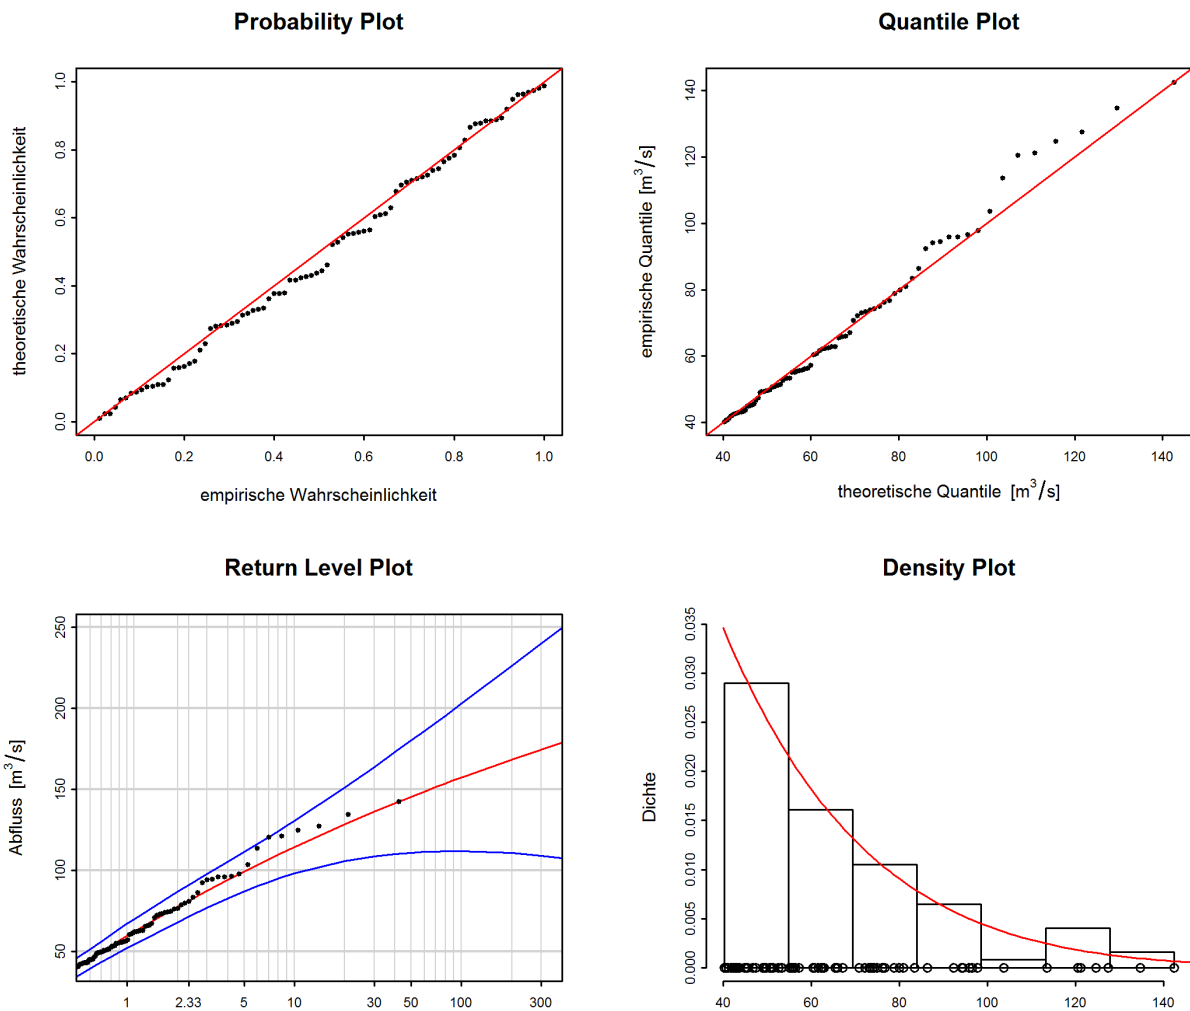 Probability Plot
theoretische Wahrscheinlichkeit
0.0 0.2 0.4 0.6 0.8 1.0
0.0 0.2 0.4 0.6 0.8 1.0
empirische Wahrscheinlichkeit
Quantile Plot
empirische Quantile [m³/s]
40 60 80 100 120 140
40 60 80 100 120 140
theoretische Quantile [m³/s]
Return Level Plot
Abfluss [m³/s]
50 100 150 200 250
1 2.33 5 10 30 50 100 300
Density Plot
Dichte
0.000 0.005 0.010 0.015 0.020 0.025 0.030 0.035
40 60 80 100 120 140